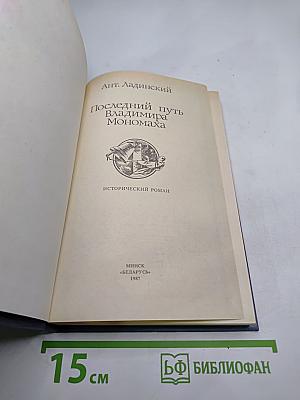 Ант. Ладинский
Последний путь
Владимира
Мономаха
ИСТОРИЧЕСКИЙ РОМАН
МИНСК
«БЕЛАРУСЬ»
1987
15 см
БФ БИБЛИОФАН